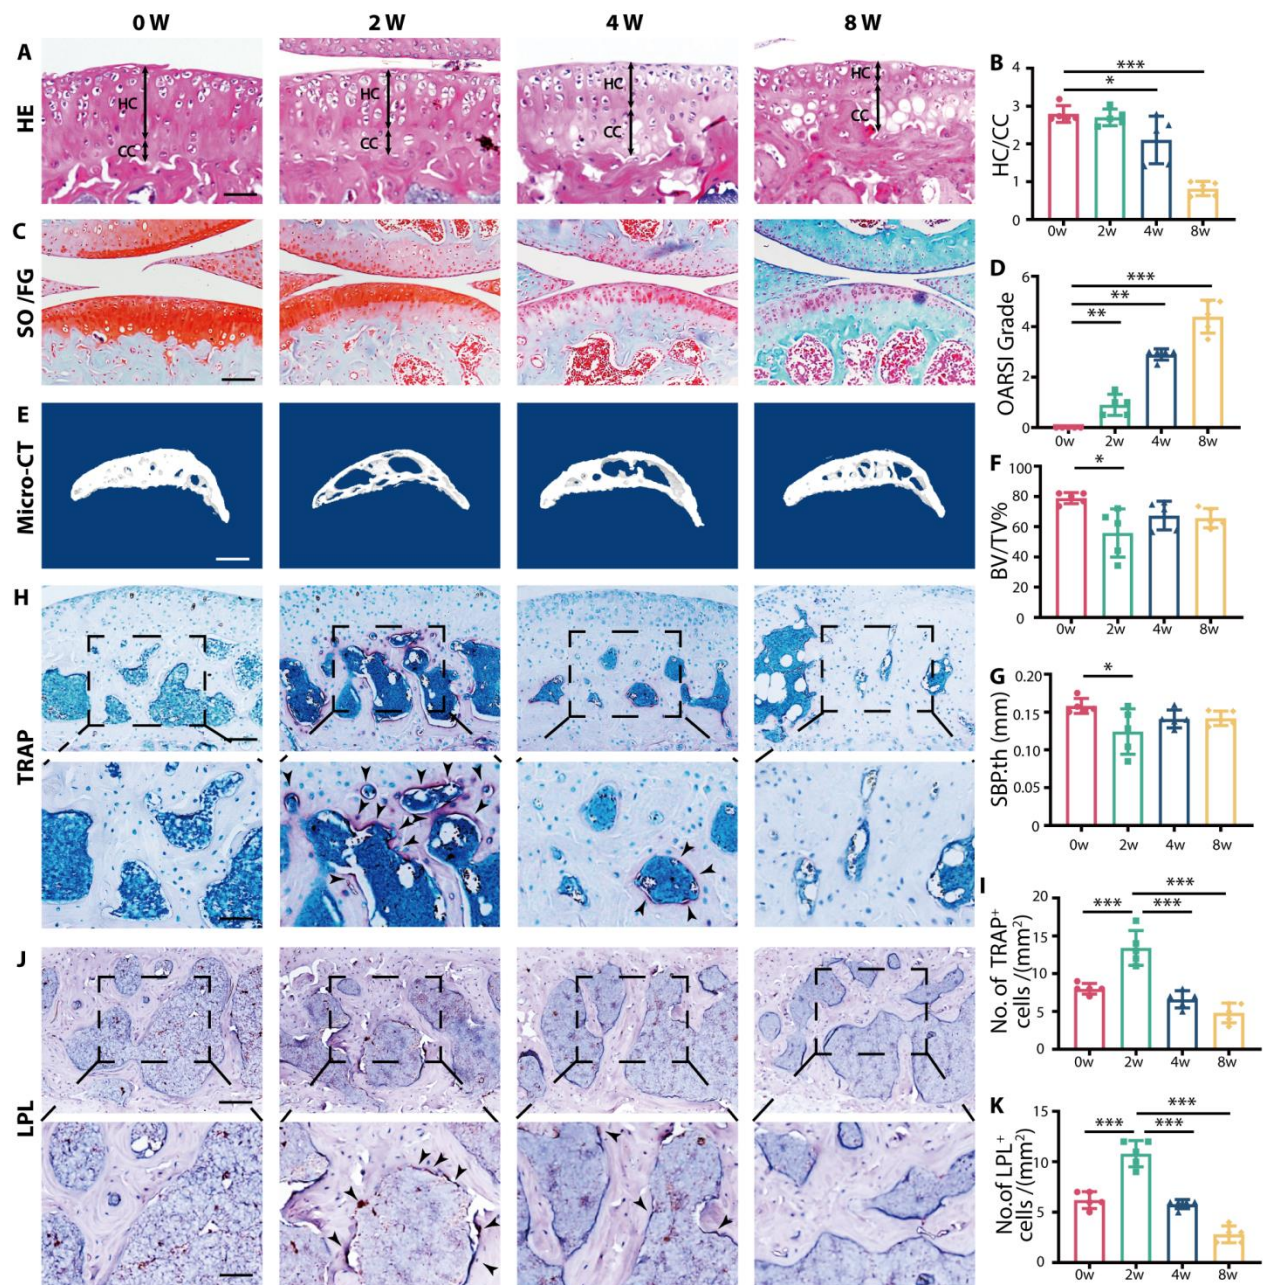 0 W 2 W 4 W 8 W
A
HE
HC
CC
HC
CC
HC
CC
HC
CC
B
HC/CC
4
3
2
1
0
***
*
0w 2w 4w 8w
C
SO/FG
D
OARSI Grade
6
4
2
0
***
**
**
0w 2w 4w 8w
E
Micro-CT
F
BV/TV%
100
80
60
40
20
0
*
0w 2w 4w 8w
G
SBP.th (mm)
0.20
0.15
0.10
0.05
0.00
*
0w 2w 4w 8w
H
TRAP
I
No. of TRAP+
cells /(mm²)
20
15
10
5
0
***
*** ***
0w 2w 4w 8w
J
LPL
K
No.of LPL+
cells /(mm²)
15
10
5
0
***
*** ***
0w 2w 4w 8w